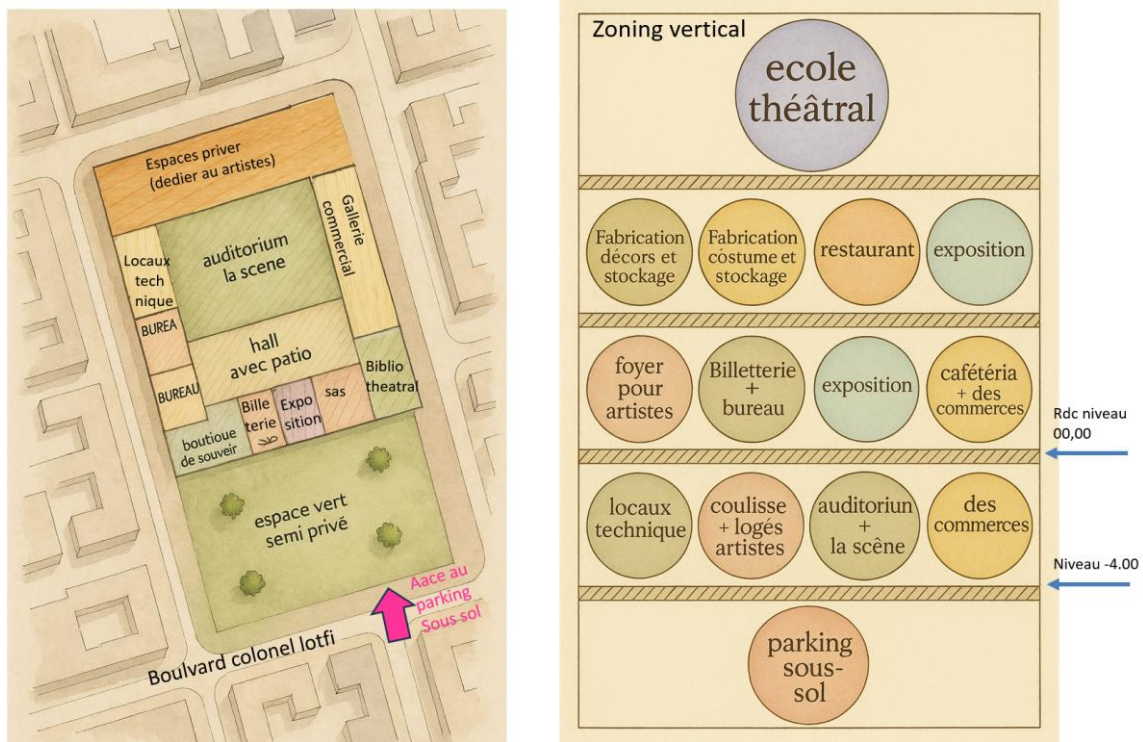 Espaces priver
(dedier au artistes)
Gallerie
commercial
auditorium
la scene
Locaux
tech
nique
BUREA
BUREAU
hall
avec patio
Biblio
theatral
sas
Expo
sition
Bille
terie
boutioue
de souveir
espace vert
semi privé
Aace au
parking
Sous sol
Boulvard colonel lotfi
Zoning vertical
ecole
théâtral
Fabrication
décors et
stockage
Fabrication
cóstume et
stockage
restaurant
exposition
foyer
pour
artistes
Billetterie
+
bureau
exposition
cafétéria
+ des
commerces
Rdc niveau
00,00
locaux
technique
coulisse
+ logés
artistes
auditoriun
+
la scène
des
commerces
Niveau -4.00
parking
sous-
sol